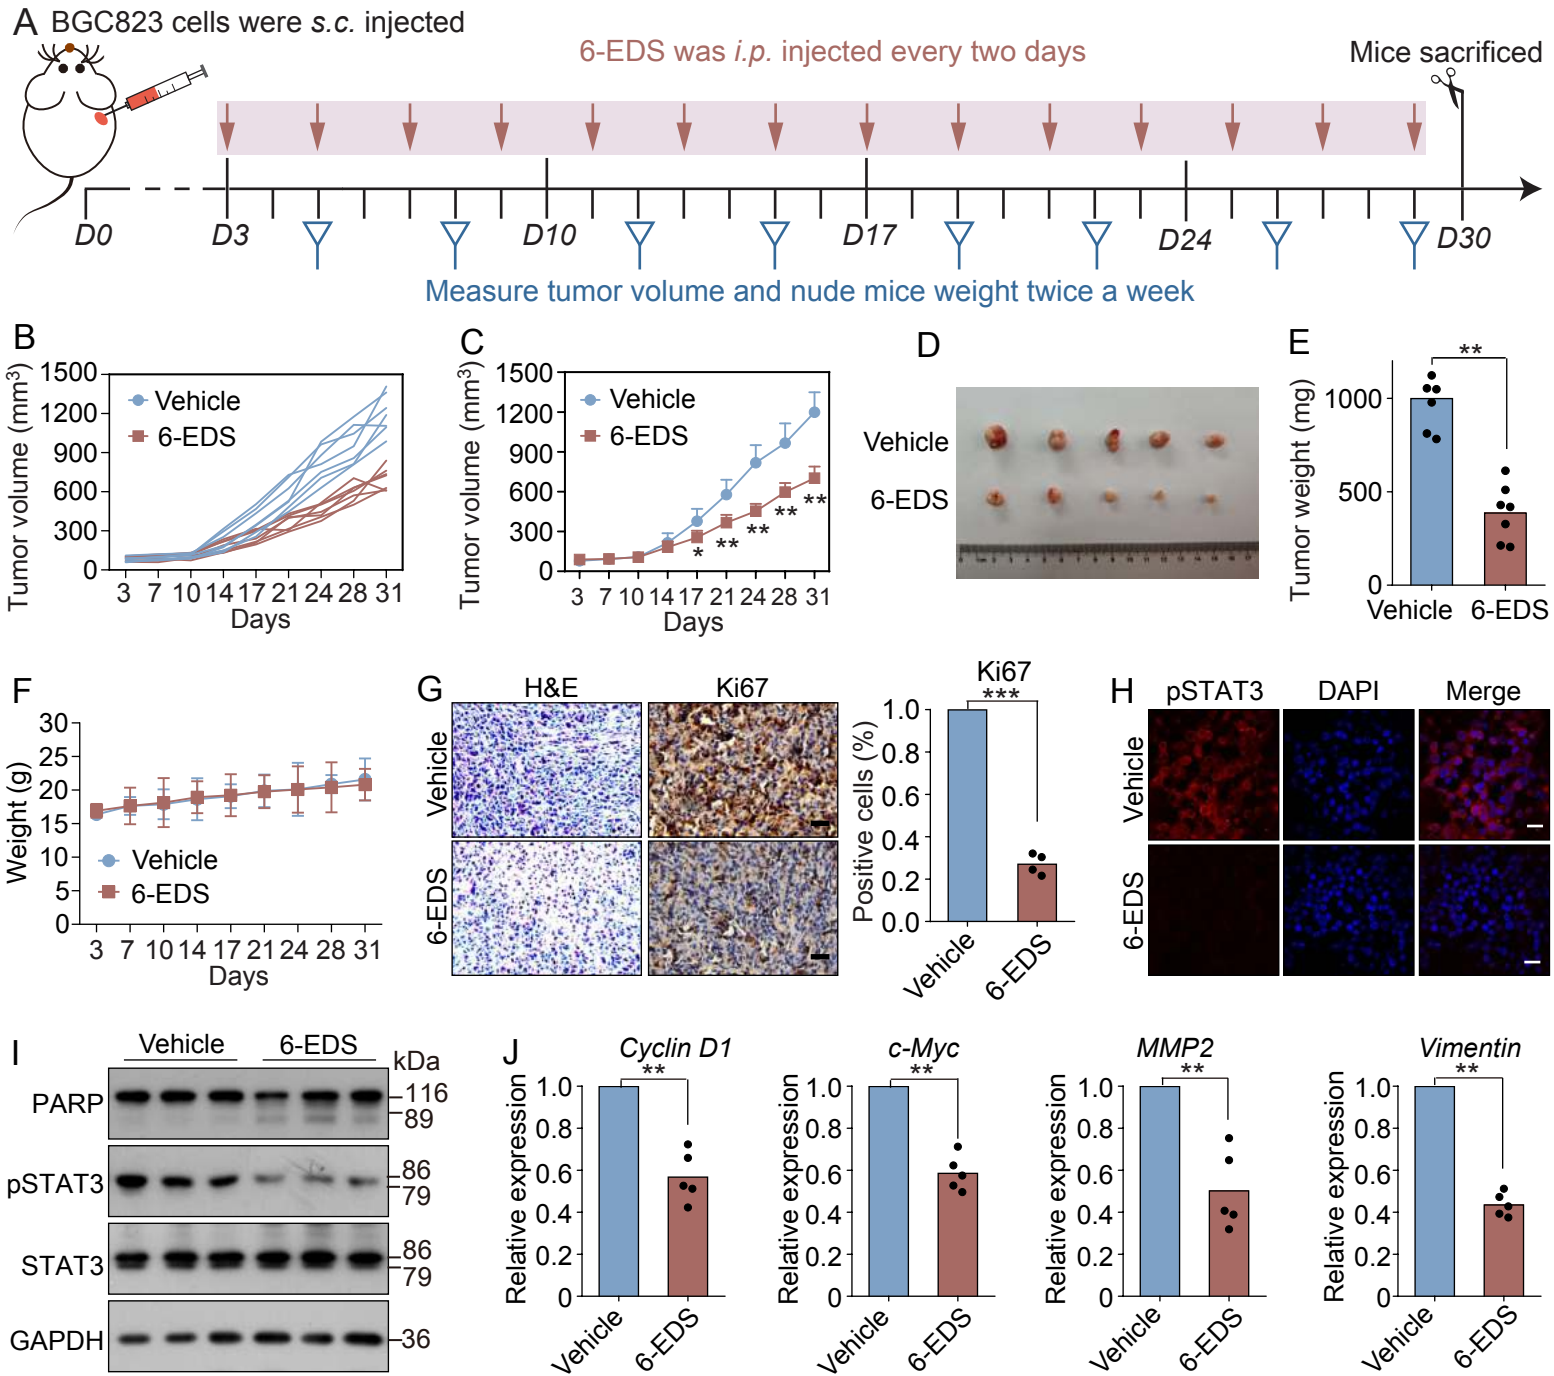 A BGC823 cells were s.c. injected
6-EDS was i.p. injected every two days
Mice sacrificed
D0 D3 D10 D17 D24 D30
Measure tumor volume and nude mice weight twice a week
B
Tumor volume (mm³)
1500
1200
900
600
300
0
Vehicle
6-EDS
3 7 10 14 17 21 24 28 31
Days
C
Tumor volume (mm³)
1500
1200
900
600
300
0
Vehicle
6-EDS
* ** ** ** **
3 7 10 14 17 21 24 28 31
Days
D
Vehicle
6-EDS
E
Tumor weight (mg)
**
1000
500
0
Vehicle 6-EDS
F
Weight (g)
30
25
20
15
10
5
0
Vehicle
6-EDS
3 7 10 14 17 21 24 28 31
Days
G
H&E Ki67
Vehicle
6-EDS
Ki67
***
Positive cells (%)
1.0
0.8
0.6
0.4
0.2
0.0
Vehicle 6-EDS
H
pSTAT3 DAPI Merge
Vehicle
6-EDS
I
Vehicle 6-EDS
kDa
PARP 116
89
pSTAT3 86
79
STAT3 86
79
GAPDH 36
J
Cyclin D1
**
Relative expression
1.0
0.8
0.6
0.4
0.2
0
Vehicle 6-EDS
c-Myc
**
Relative expression
1.0
0.8
0.6
0.4
0.2
0
Vehicle 6-EDS
MMP2
**
Relative expression
1.0
0.8
0.6
0.4
0.2
0
Vehicle 6-EDS
Vimentin
**
Relative expression
1.0
0.8
0.6
0.4
0.2
0
Vehicle 6-EDS